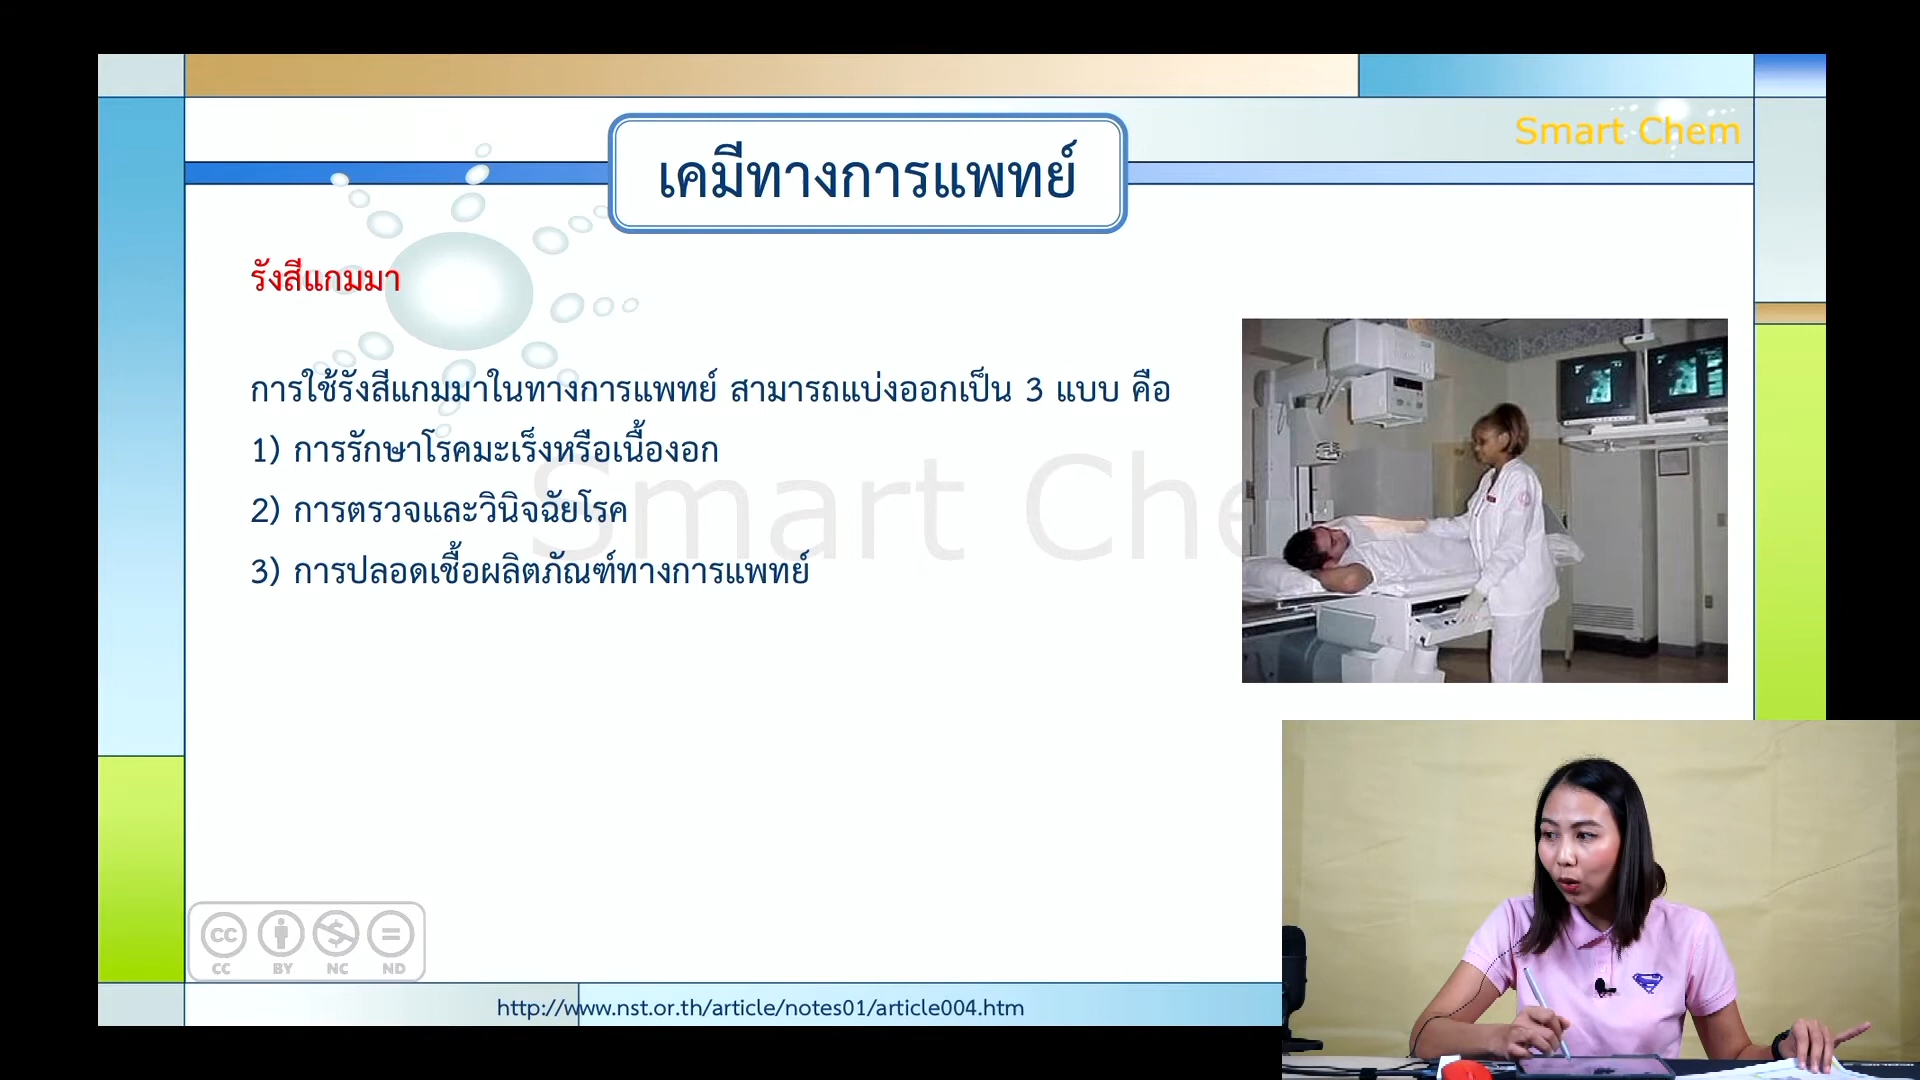 Smart Chem
เคมีทางการแพทย์
รังสีแกมมา
การใช้รังสีแกมมาในทางการแพทย์ สามารถแบ่งออกเป็น 3 แบบ คือ
1) การรักษาโรคมะเร็งหรือเนื้องอก
2) การตรวจและวินิจฉัยโรค
3) การปลอดเชื้อผลิตภัณฑ์ทางการแพทย์
Smart Che
CC BY NC ND
http://www.nst.or.th/article/notes01/article004.htm